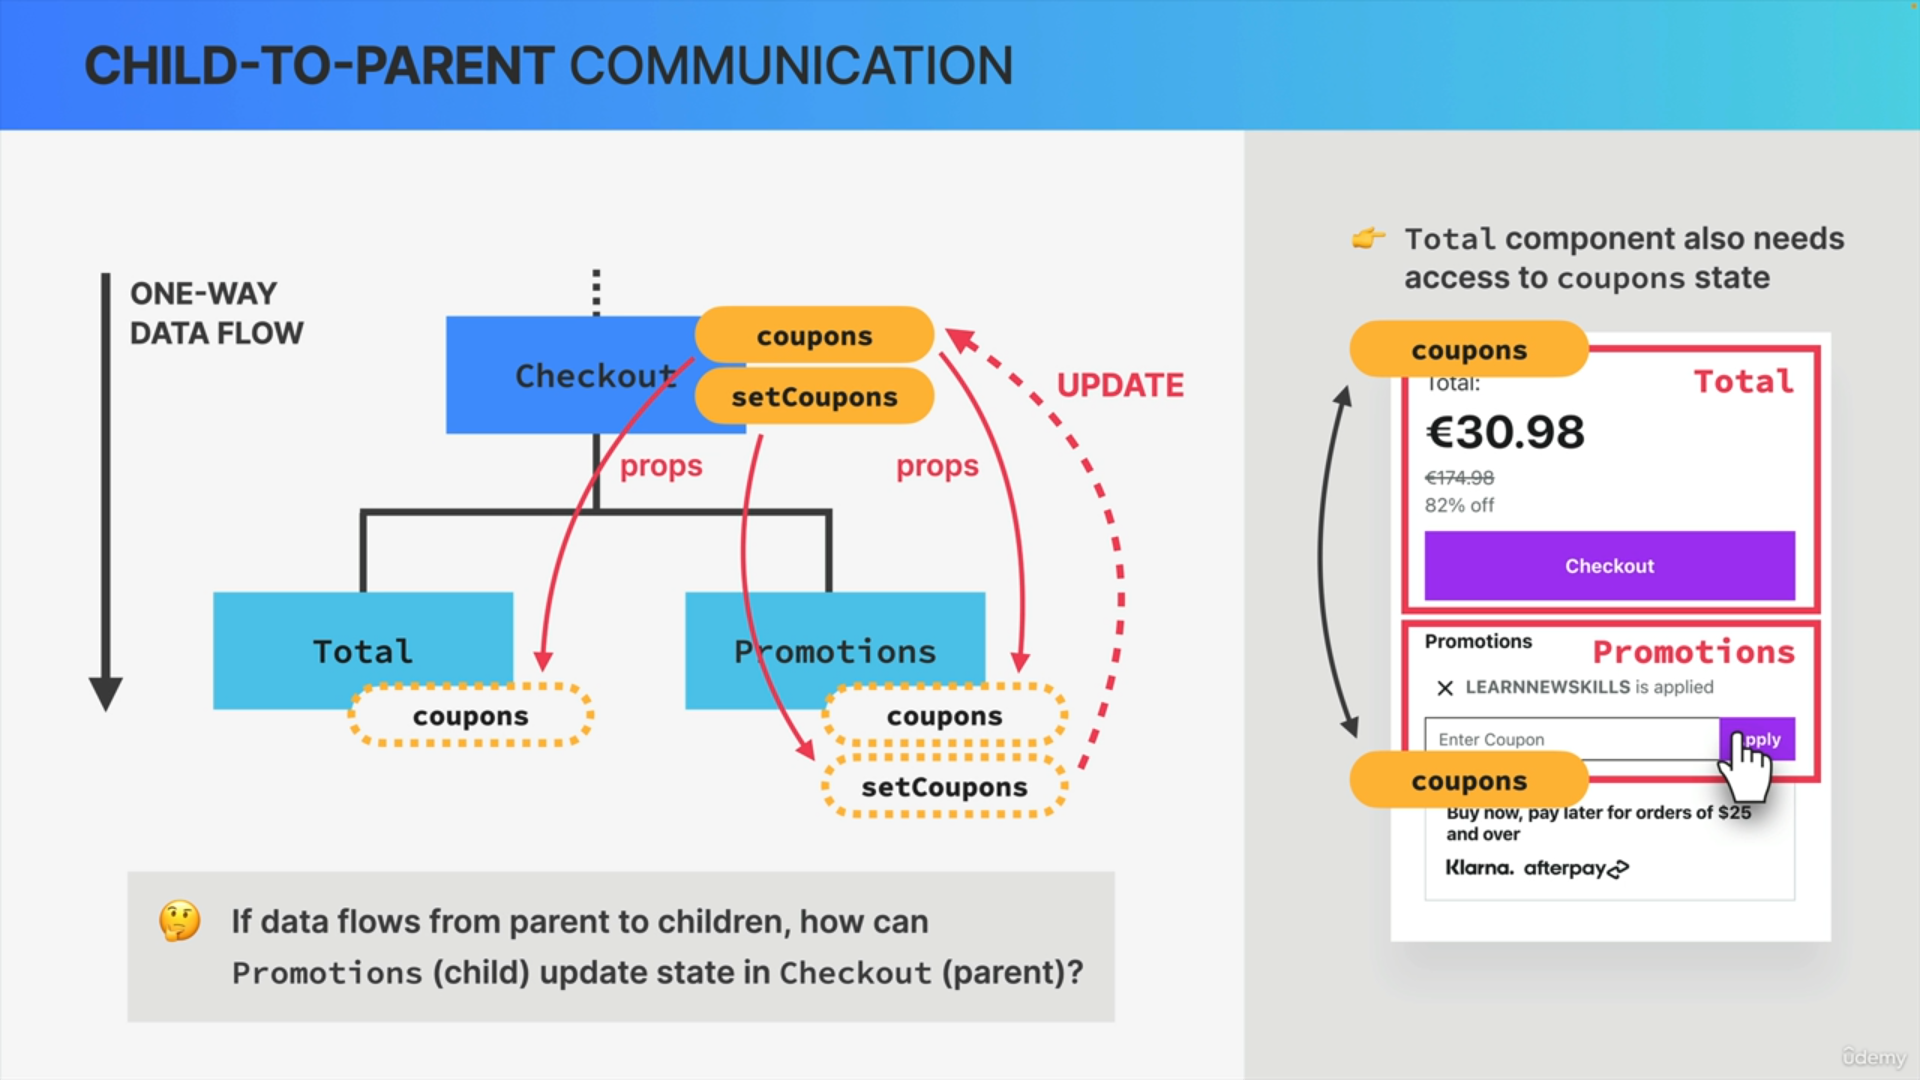 CHILD-TO-PARENT COMMUNICATION
ONE-WAY
DATA FLOW
Checkout
coupons
setCoupons
UPDATE
props
props
Total
coupons
Promotions
coupons
setCoupons
🤔 If data flows from parent to children, how can
Promotions (child) update state in Checkout (parent)?
👉 Total component also needs
access to coupons state
coupons
Total:
Total
€30.98
€174.98
82% off
Checkout
Promotions
Promotions
LEARNNEWSKILLS is applied
Enter Coupon
pply
coupons
Buy now, pay later for orders of $25
and over
Klarna. afterpay
ûdemy